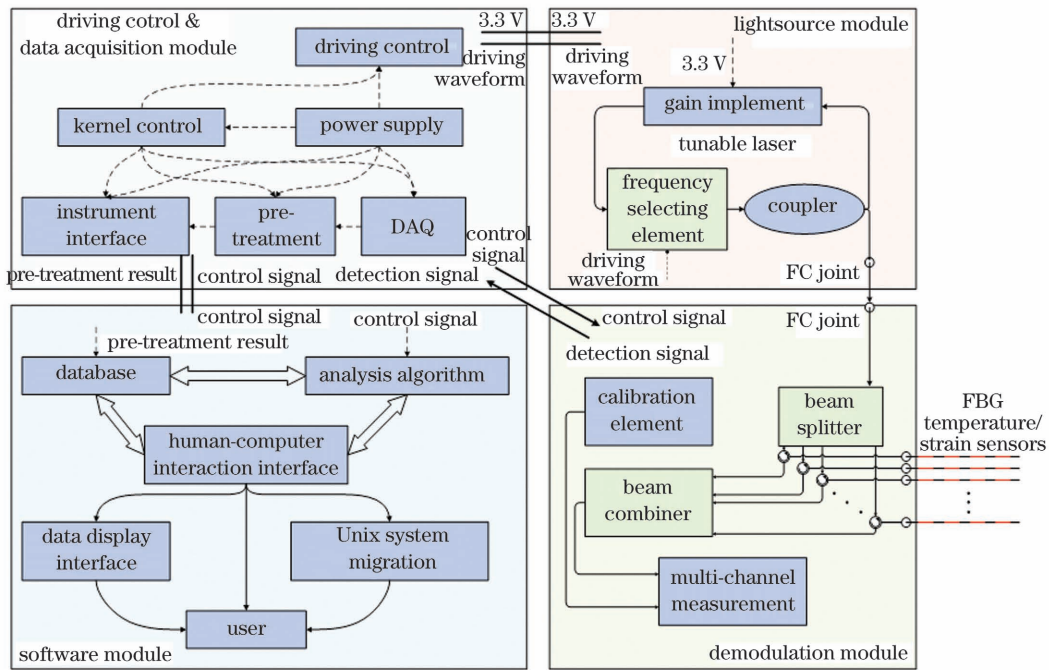 driving cotrol &
data acquisition module
driving control
kernel control
power supply
instrument
interface
pre-
treatment
DAQ
pre-treatment result
control signal
detection signal
control
signal
3.3 V
driving
waveform
3.3 V
driving
waveform
lightsource module
3.3 V
gain implement
tunable laser
frequency
selecting
element
coupler
driving
waveform
FC joint
control signal
pre-treatment result
control signal
database
analysis algorithm
human-computer
interaction interface
data display
interface
Unix system
migration
user
software module
control signal
detection signal
FC joint
calibration
element
beam
splitter
FBG
temperature/
strain sensors
beam
combiner
multi-channel
measurement
demodulation module